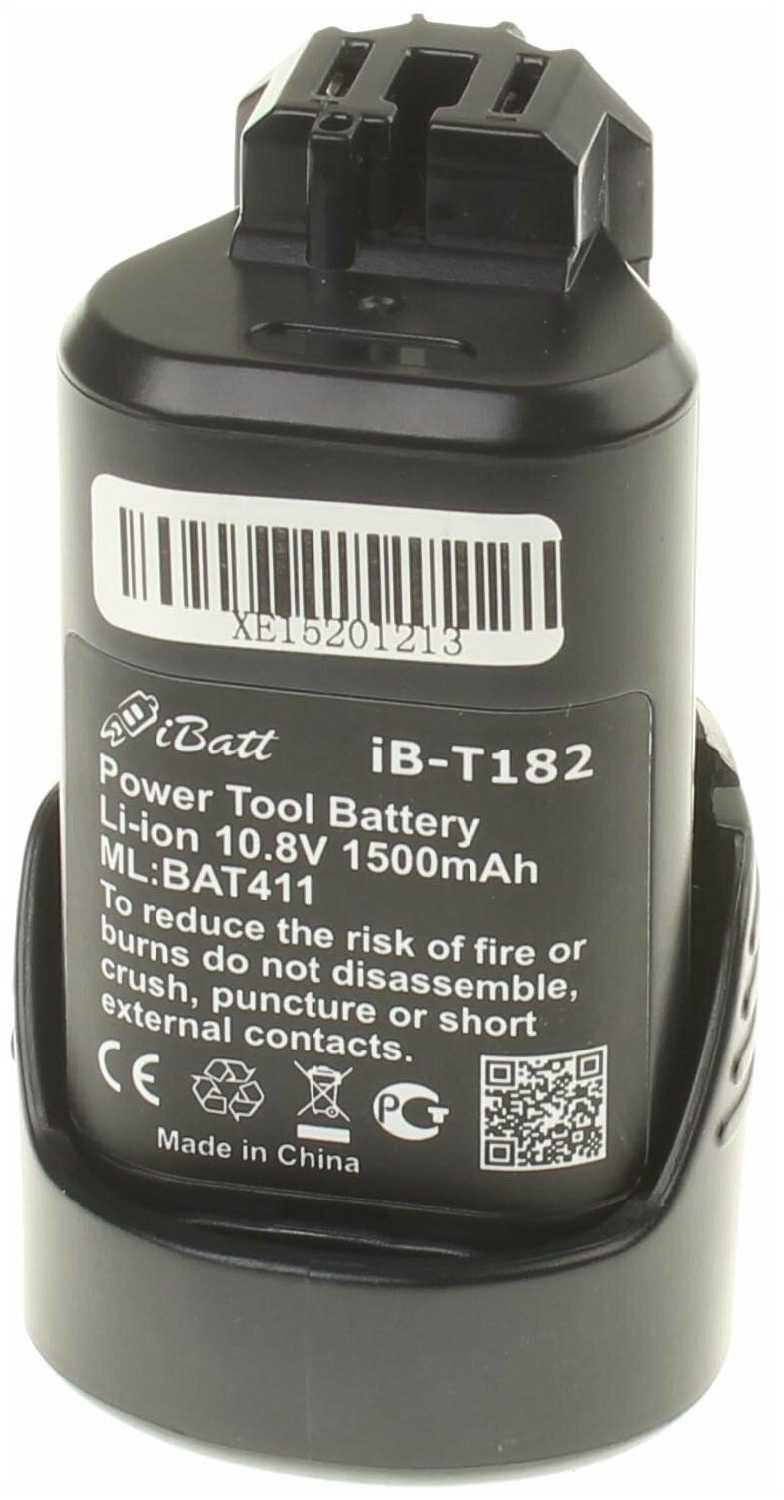 XE15201213
iBatt iB-T182
Power Tool Battery
Li-ion 10.8V 1500mAh
ML:BAT411
To reduce the risk of fire or
burns do not disassemble,
crush, puncture or short
external contacts.
CE PCT
Made in China